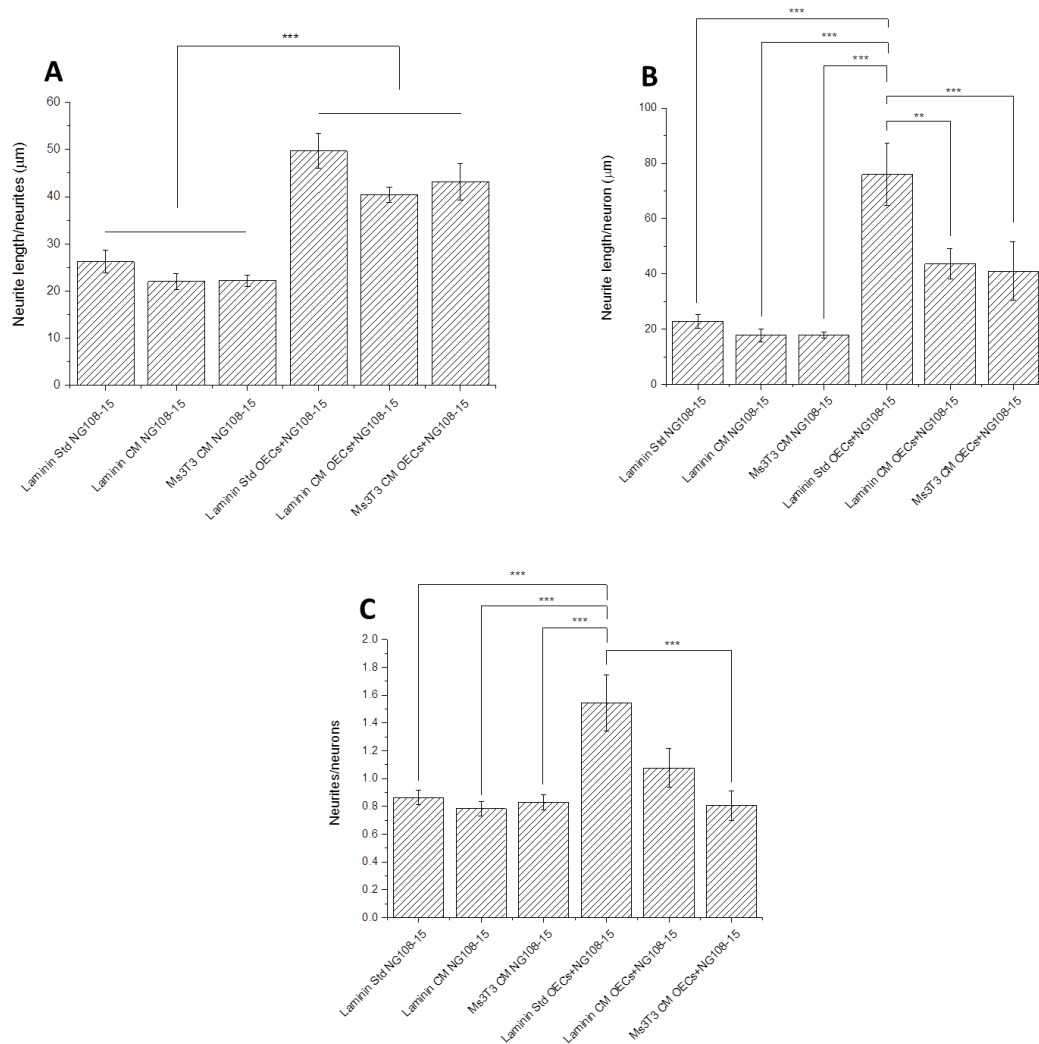 ***
A
Neurite length/neurites (μm)
60
50
40
30
20
10
0
Laminin Std NG108-15
Laminin CM NG108-15
Ms3T3 CM NG108-15
Laminin Std OECs+NG108-15
Laminin CM OECs+NG108-15
Ms3T3 CM OECs+NG108-15
***
***
***
***
**
B
Neurite length/neuron (μm)
100
80
60
40
20
0
Laminin Std NG108-15
Laminin CM NG108-15
Ms3T3 CM NG108-15
Laminin Std OECs+NG108-15
Laminin CM OECs+NG108-15
Ms3T3 CM OECs+NG108-15
***
***
***
***
C
Neurites/neurons
2.0
1.8
1.6
1.4
1.2
1.0
0.8
0.6
0.4
0.2
0.0
Laminin Std NG108-15
Laminin CM NG108-15
Ms3T3 CM NG108-15
Laminin Std OECs+NG108-15
Laminin CM OECs+NG108-15
Ms3T3 CM OECs+NG108-15